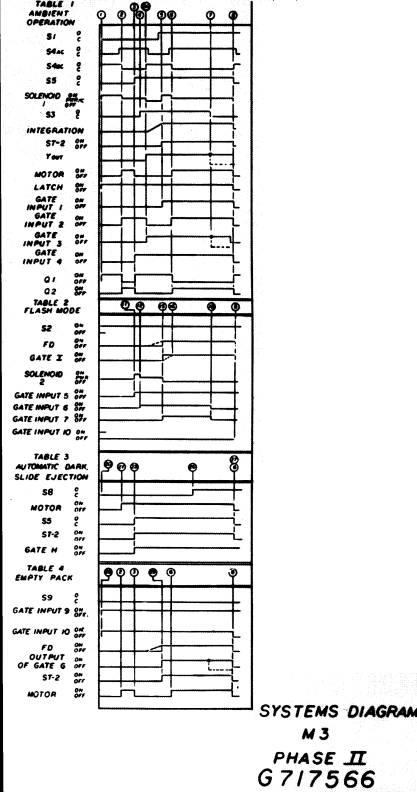 TABLE 1
AMBIENT
OPERATION
S1 O C
S4AC O C
S4BC O C
S5 O C
SOLENOID 1 ON OFF
S3 O C
INTEGRATION
ST-2 ON OFF
YOUT
MOTOR ON OFF
LATCH ON OFF
GATE INPUT 1 ON OFF
GATE INPUT 2 ON OFF
GATE INPUT 3 ON OFF
GATE INPUT 4 ON OFF
Q1 ON OFF
Q2 ON OFF
TABLE 2
FLASH MODE
S2 ON OFF
FD ON OFF
GATE X ON OFF
SOLENOID 2 ON PWR OFF
GATE INPUT 5 ON OFF
GATE INPUT 6 ON OFF
GATE INPUT 7 ON OFF
GATE INPUT 10 ON OFF
TABLE 3
AUTOMATIC DARK
SLIDE EJECTION
S8 O C
MOTOR ON OFF
S5 O C
ST-2 ON OFF
GATE H ON OFF
TABLE 4
EMPTY PACK
S9 O C
GATE INPUT 9 ON OFF
GATE INPUT 10 OFF
FD ON OFF
OUTPUT OF GATE G ON OFF
ST-2 ON OFF
MOTOR ON OFF
SYSTEMS DIAGRAM
M3
PHASE II
G717566